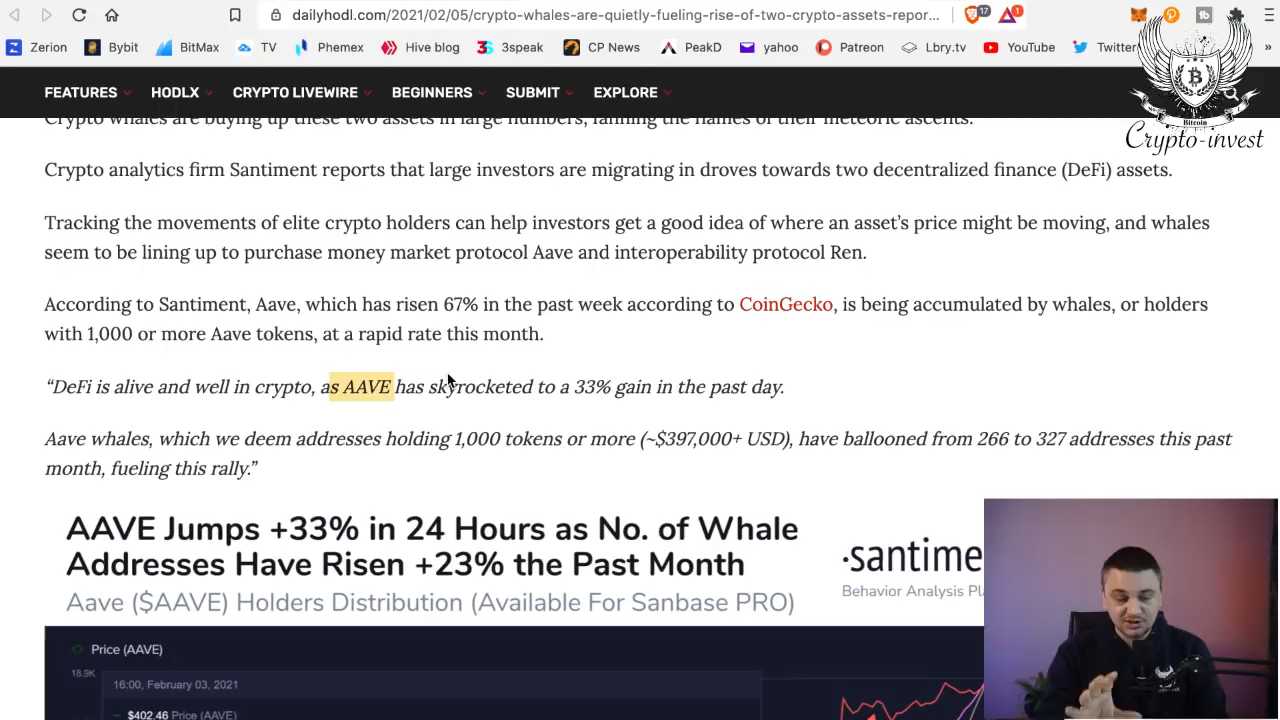 dailyhodl.com/2021/02/05/crypto-whales-are-quietly-fueling-rise-of-two-crypto-assets-repor...
17
1
Zerion
Bybit
BitMax
TV
Phemex
Hive blog
3speak
CP News
PeakD
yahoo
Patreon
Lbry.tv
YouTube
Twitter
»
FEATURES
HODLX
CRYPTO LIVEWIRE
BEGINNERS
SUBMIT
EXPLORE
Bitcoin
Crypto-invest
Crypto whales are buying up these two assets in large numbers, fanning the flames of their meteoric ascents.
Crypto analytics firm Santiment reports that large investors are migrating in droves towards two decentralized finance (DeFi) assets.
Tracking the movements of elite crypto holders can help investors get a good idea of where an asset's price might be moving, and whales
seem to be lining up to purchase money market protocol Aave and interoperability protocol Ren.
According to Santiment, Aave, which has risen 67% in the past week according to CoinGecko, is being accumulated by whales, or holders
with 1,000 or more Aave tokens, at a rapid rate this month.
“DeFi is alive and well in crypto, as AAVE has skyrocketed to a 33% gain in the past day.
Aave whales, which we deem addresses holding 1,000 tokens or more (~$397,000+ USD), have ballooned from 266 to 327 addresses this past
month, fueling this rally.”
AAVE Jumps +33% in 24 Hours as No. of Whale
Addresses Have Risen +23% the Past Month
Aave ($AAVE) Holders Distribution (Available For Sanbase PRO)
·santime
Behavior Analysis Pl
Price (AAVE)
18.9K
16:00, February 03, 2021
$402.46 Price (AAVE)